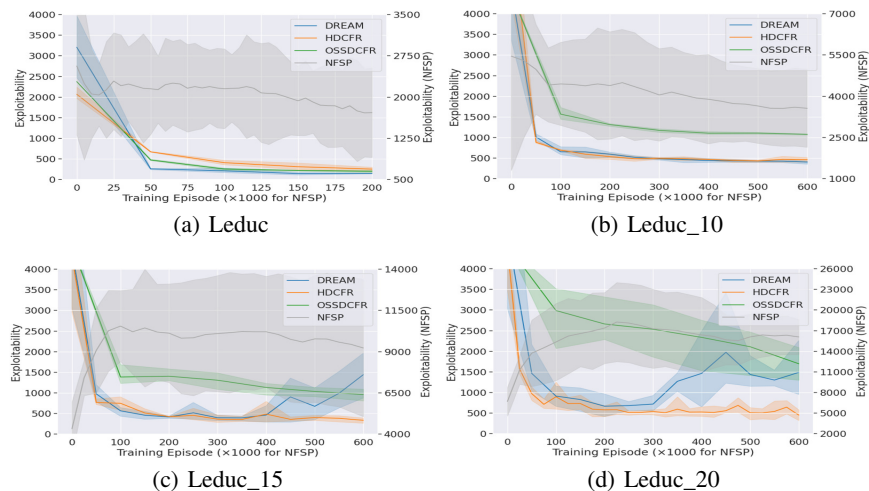 4000
3500
3000
2500
2000
1500
1000
500
0
Exploitability
DREAM
HDCFR
OSSDCFR
NFSP
3500
2750
2000
1250
500
Exploitability (NFSP)
0 25 50 75 100 125 150 175 200
Training Episode (×1000 for NFSP)
(a) Leduc
4000
3500
3000
2500
2000
1500
1000
500
0
Exploitability
DREAM
HDCFR
OSSDCFR
NFSP
7000
5500
4000
2500
1000
Exploitability (NFSP)
0 100 200 300 400 500 600
Training Episode (×1000 for NFSP)
(b) Leduc_10
4000
3500
3000
2500
2000
1500
1000
500
0
Exploitability
DREAM
HDCFR
OSSDCFR
NFSP
14000
11500
9000
6500
4000
Exploitability (NFSP)
0 100 200 300 400 500 600
Training Episode (×1000 for NFSP)
(c) Leduc_15
4000
3500
3000
2500
2000
1500
1000
500
0
Exploitability
DREAM
HDCFR
OSSDCFR
NFSP
26000
23000
20000
17000
14000
11000
8000
5000
2000
Exploitability (NFSP)
0 100 200 300 400 500 600
Training Episode (×1000 for NFSP)
(d) Leduc_20